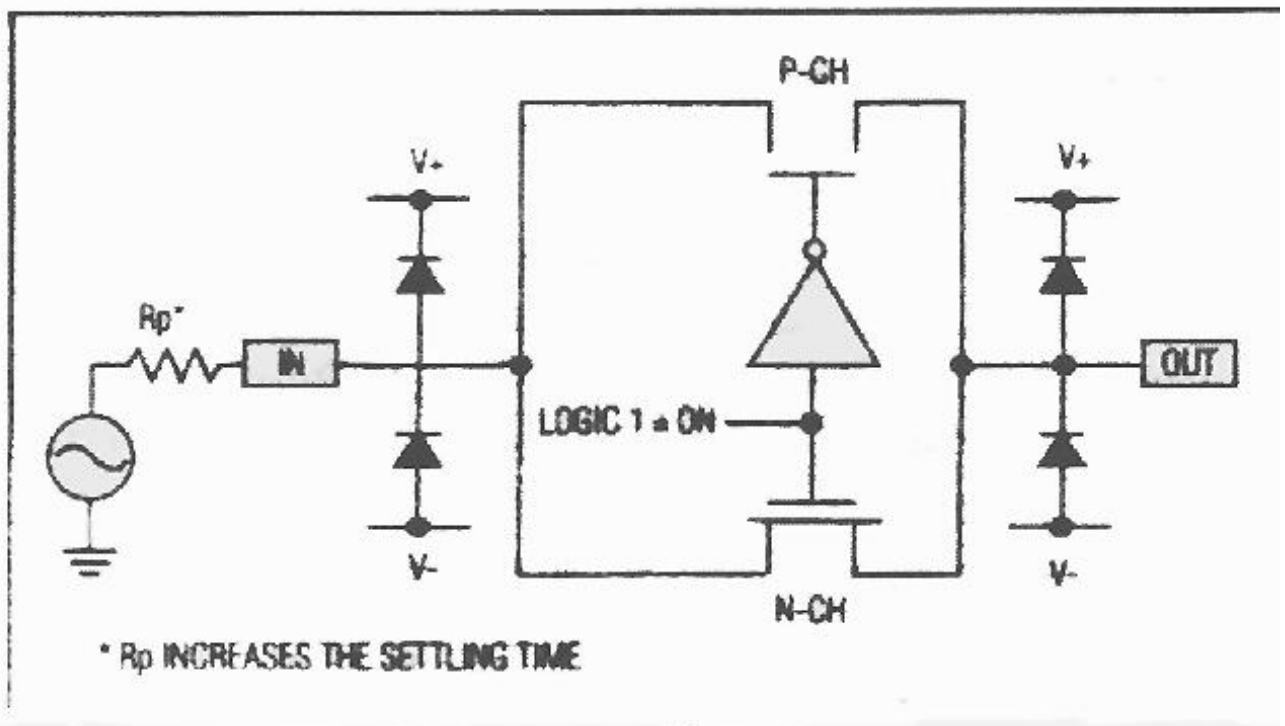 P-CH
V+
V+
Rp*
IN
OUT
LOGIC 1 = ON
V-
V-
N-CH
* Rp INCREASES THE SETTLING TIME